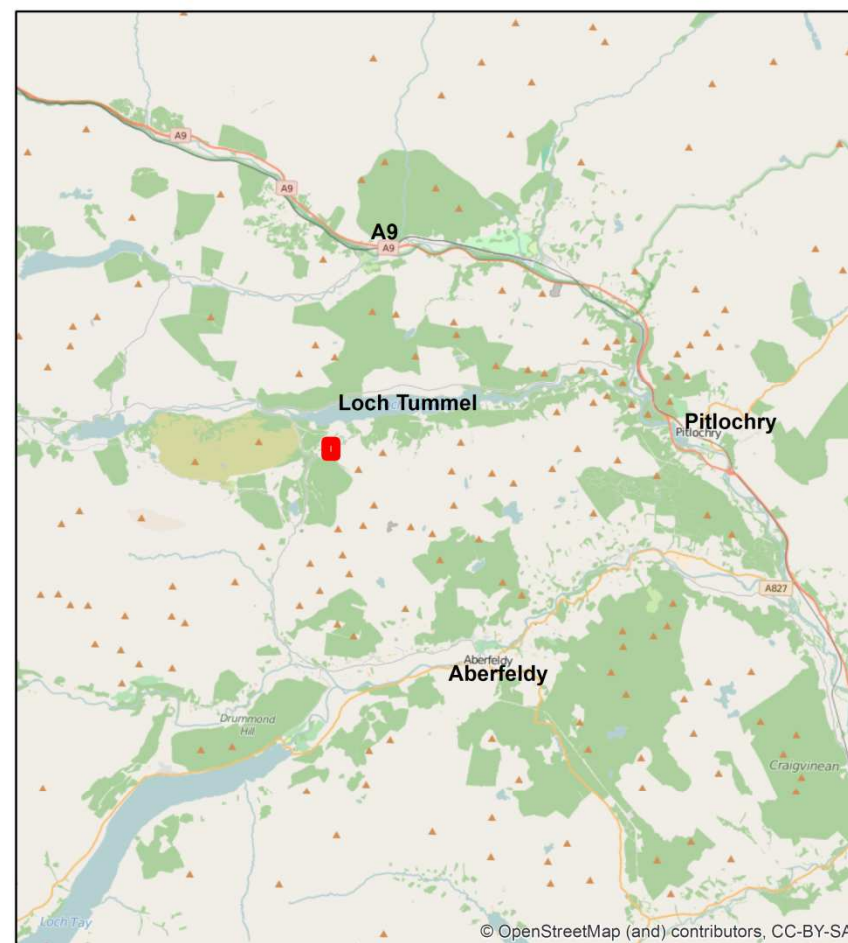 A9
A9
A9
A9
Loch Tummel
Pitlochry
Pitlochry
A827
Aberfeldy
Aberfeldy
Drummond
Hill
Craigvinean
Loch Tay
© OpenStreetMap (and) contributors, CC-BY-SA